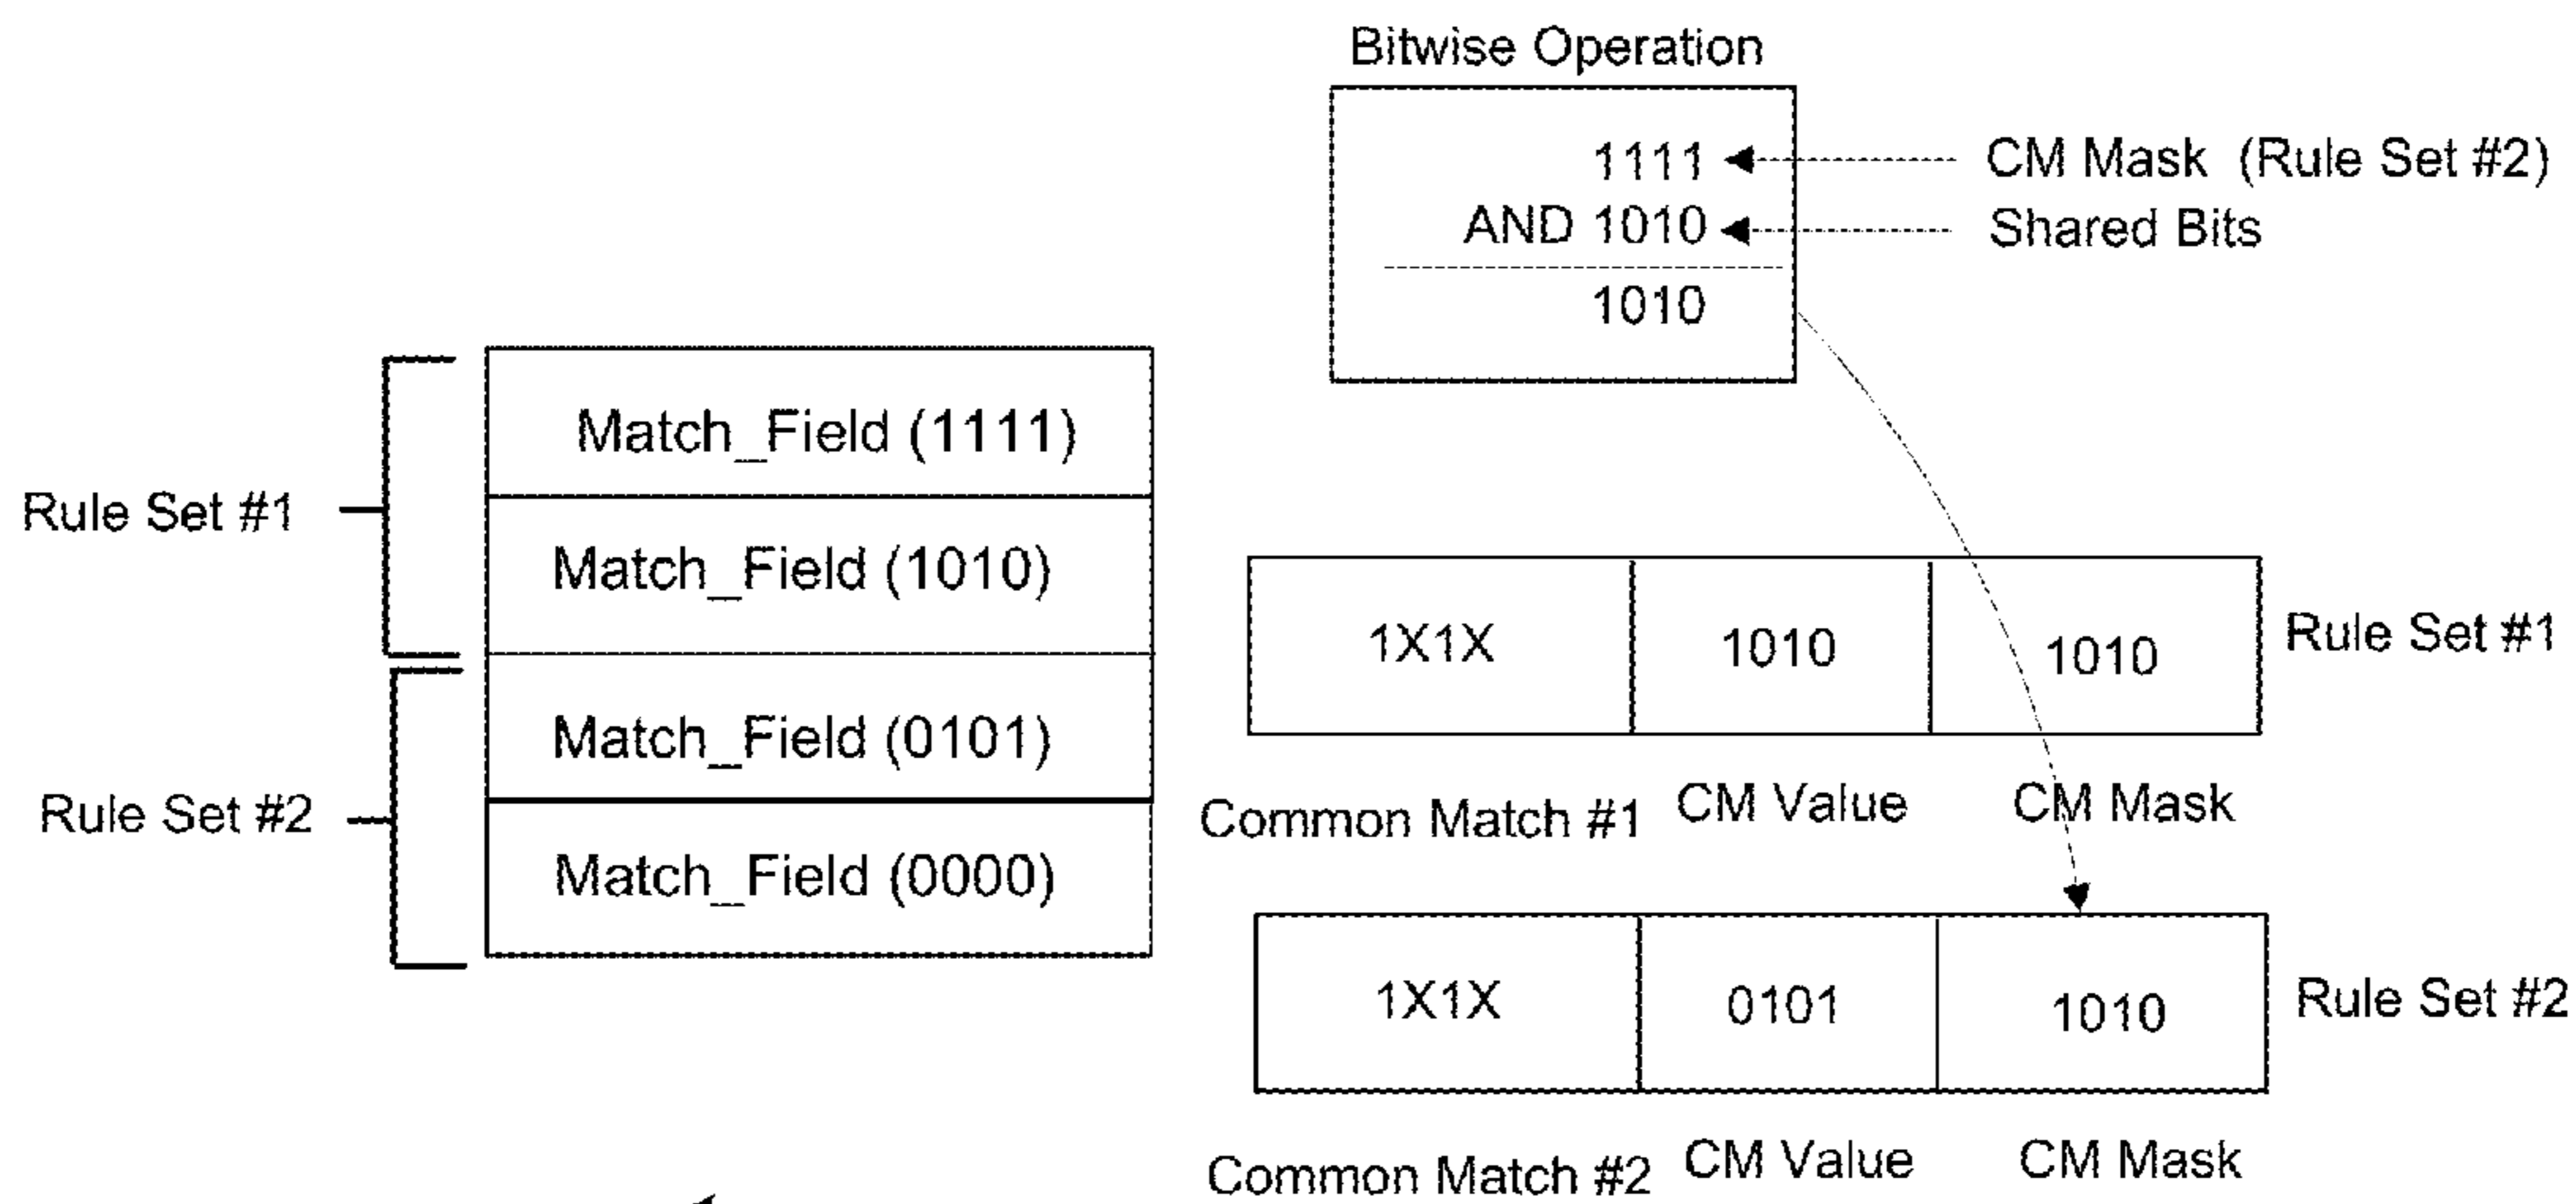 Bitwise Operation
1111
CM Mask (Rule Set #2)
AND 1010
Shared Bits
1010
Rule Set #1
Match_Field (1111)
Match_Field (1010)
Rule Set #2
Match_Field (0101)
Match_Field (0000)
1X1X 1010 1010 Rule Set #1
Common Match #1 CM Value CM Mask
1X1X 0101 1010 Rule Set #2
Common Match #2 CM Value CM Mask